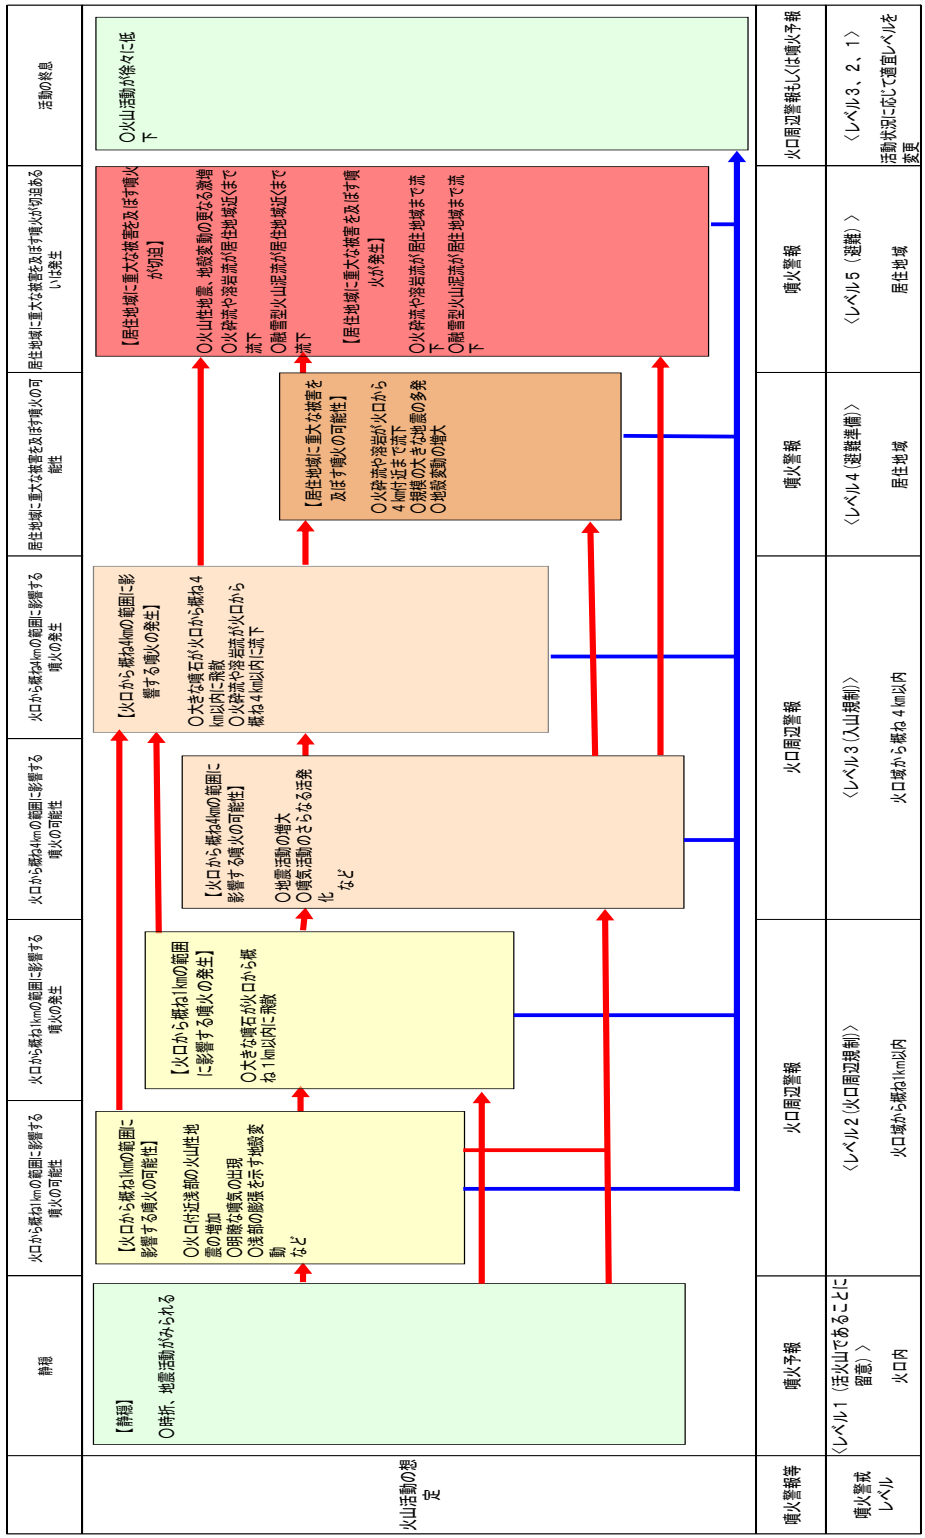 静穏
火口から概ね1kmの範囲に影響する
噴火の可能性
火口から概ね1kmの範囲に影響する
噴火の発生
火口から概ね4kmの範囲に影響する
噴火の可能性
火口から概ね4kmの範囲に影響する
噴火の発生
居住地域に重大な被害を及ぼす噴火の可
能性
居住地域に重大な被害を及ぼす噴火が切迫ある
いは発生
活動の終息
火山活動の想
定
【静穏】
〇時折、地震活動がみられる
【火口から概ね1kmの範囲に
影響する噴火の可能性】
〇火口付近浅部の火山性地
震の増加
〇明瞭な噴気の出現
〇浅部の膨張を示す地殻変
動
など
【火口から概ね1kmの範囲
に影響する噴火の発生】
〇大きな噴石が火口から概
ね1km以内に飛散
【火口から概ね4kmの範囲に
影響する噴火の可能性】
〇地震活動の増大
〇噴気活動のさらなる活発
化
など
【火口から概ね4kmの範囲に影
響する噴火の発生】
〇大きな噴石が火口から概ね4
km以内に飛散
〇火砕流や溶岩流が火口から
概ね4km以内に流下
【居住地域に重大な被害を
及ぼす噴火の可能性】
〇火砕流や溶岩が火口から
4km付近まで流下
〇規模の大きな地震の多発
〇地殻変動の増大
【居住地域に重大な被害を及ぼす噴火
が切迫】
〇火山性地震、地殻変動の更なる激増
〇火砕流や溶岩流が居住地域近くまで
流下
〇融雪型火山泥流が居住地域近くまで
流下
【居住地域に重大な被害を及ぼす噴
火が発生】
〇火砕流や溶岩流が居住地域まで流
下
〇融雪型火山泥流が居住地域まで流
下
〇火山活動が徐々に低
下
噴火警報等
噴火予報
火口周辺警報
火口周辺警報
噴火警報
噴火警報
火口周辺警報もしくは噴火予報
噴火警戒
レベル
＜レベル1（活火山であることに
留意）＞
火口内
＜レベル2(火口周辺規制)＞
火口域から概ね1km以内
＜レベル3(入山規制)＞
火口域から概ね4km以内
＜レベル4(避難準備)＞
居住地域
＜レベル5（避難）＞
居住地域
＜レベル3、2、1＞
活動状況に応じて適宜レベルを
変更